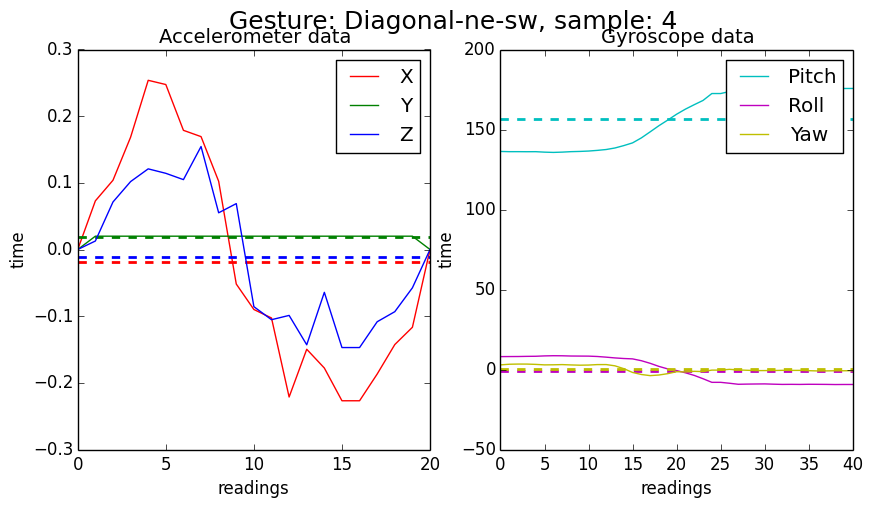 Gesture: Diagonal-ne-sw, sample: 4
Accelerometer data
0.3
0.2
0.1
0.0
−0.1
−0.2
−0.3
time
0
5
10
15
20
readings
X
Y
Z
Gyroscope data
200
150
100
50
0
−50
time
0
5
10
15
20
25
30
35
40
readings
Pitch
Roll
Yaw